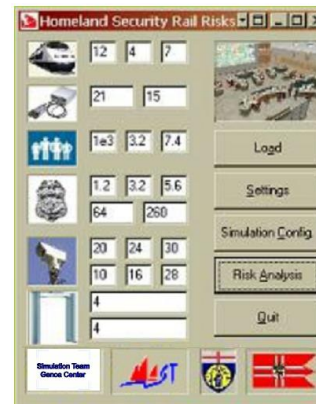 Homeland Security Rail Risks
12 4 7
21 15
1e3 3.2 7.4
Load
1.2 3.2 5.6
Settings
64 260
Simulation Config.
20 24 30
10 16 28
Risk Analysis
4
4
Quit
Simulation Team
Genoa Center
ST